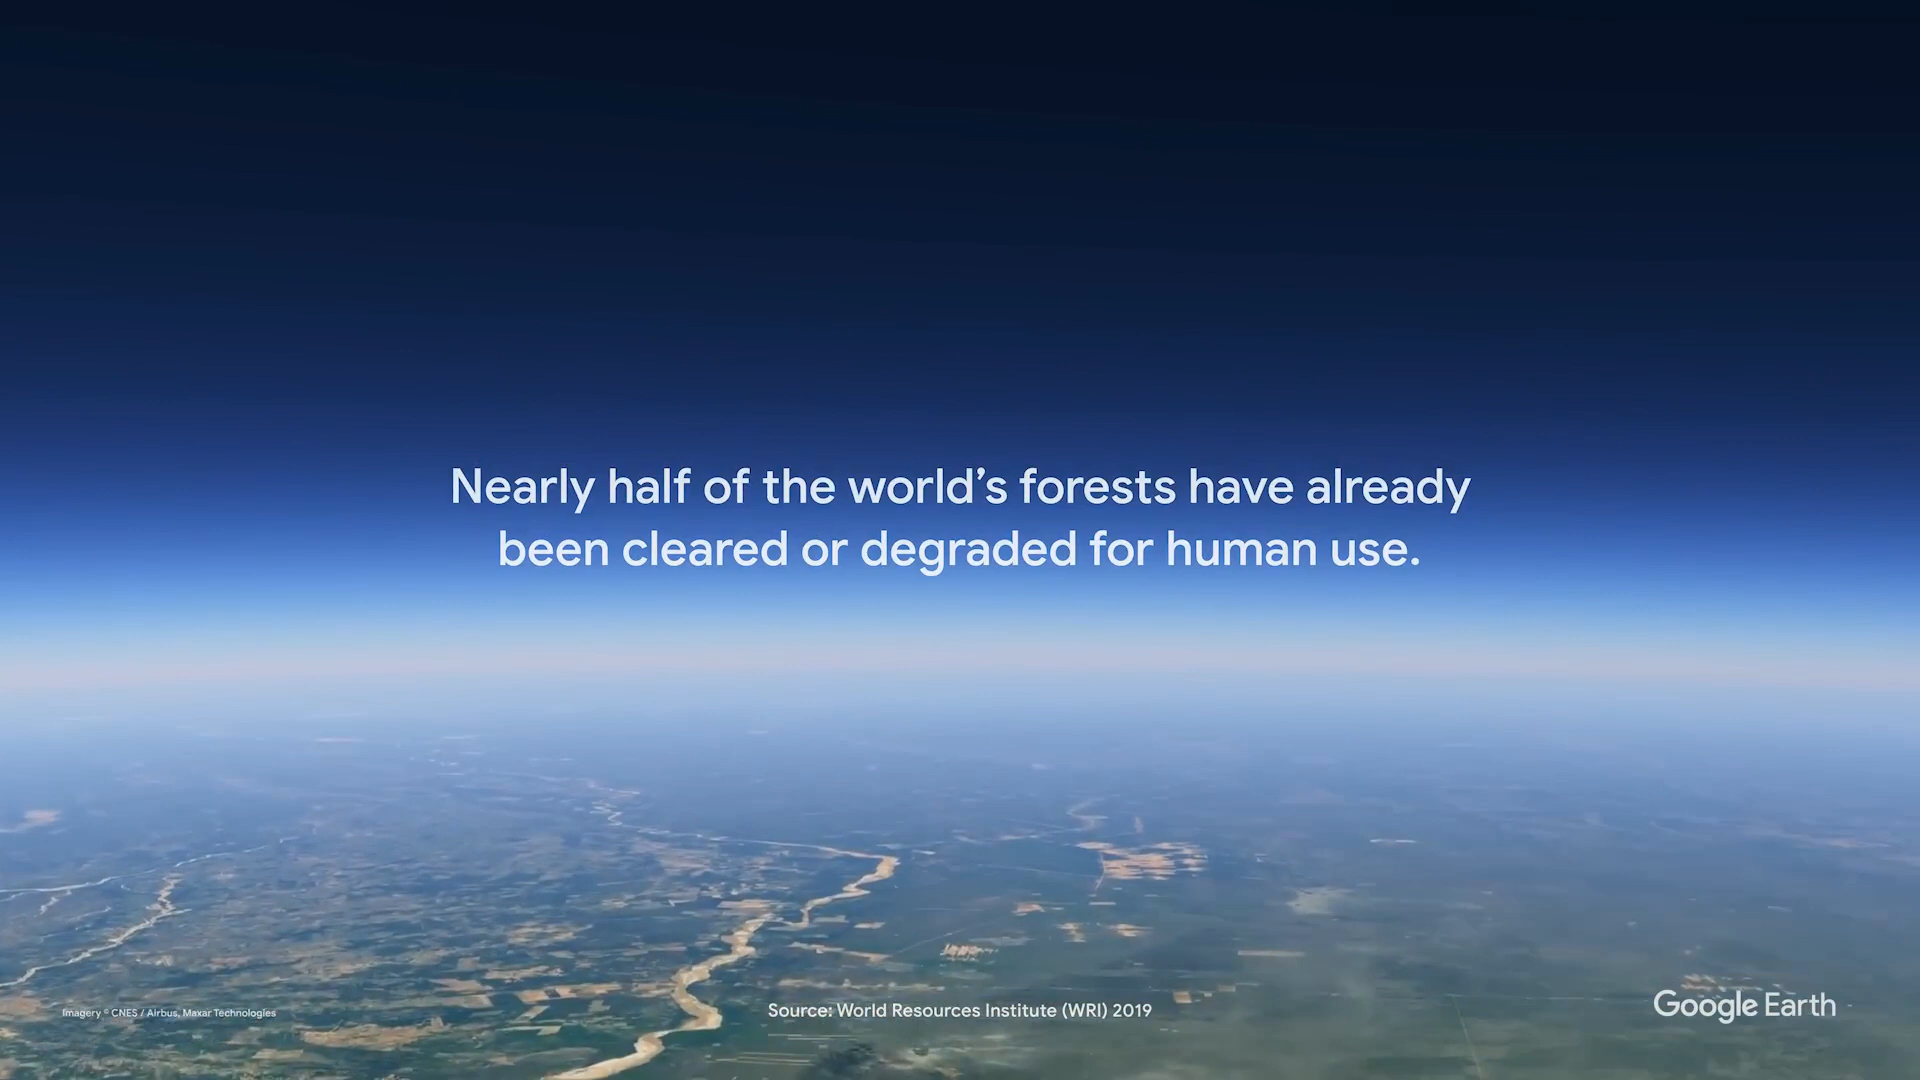 Nearly half of the world’s forests have already
been cleared or degraded for human use.
Imagery © CNES / Airbus, Maxar Technologies
Source: World Resources Institute (WRI) 2019
Google Earth